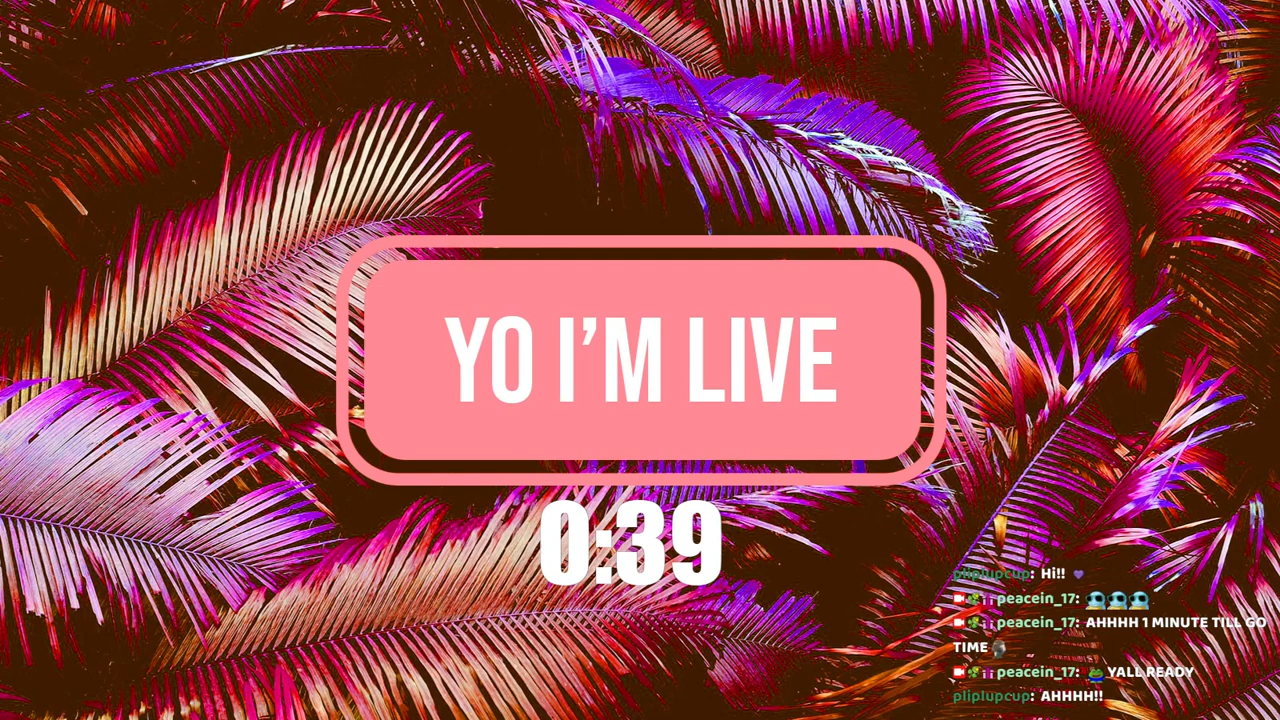 YO I’M LIVE
0:39
pliplupcup: Hi!!
peacein_17:
peacein_17: AHHHH 1 MINUTE TILL GO
TIME
peacein_17: YALL READY
pliplupcup: AHHHH!!